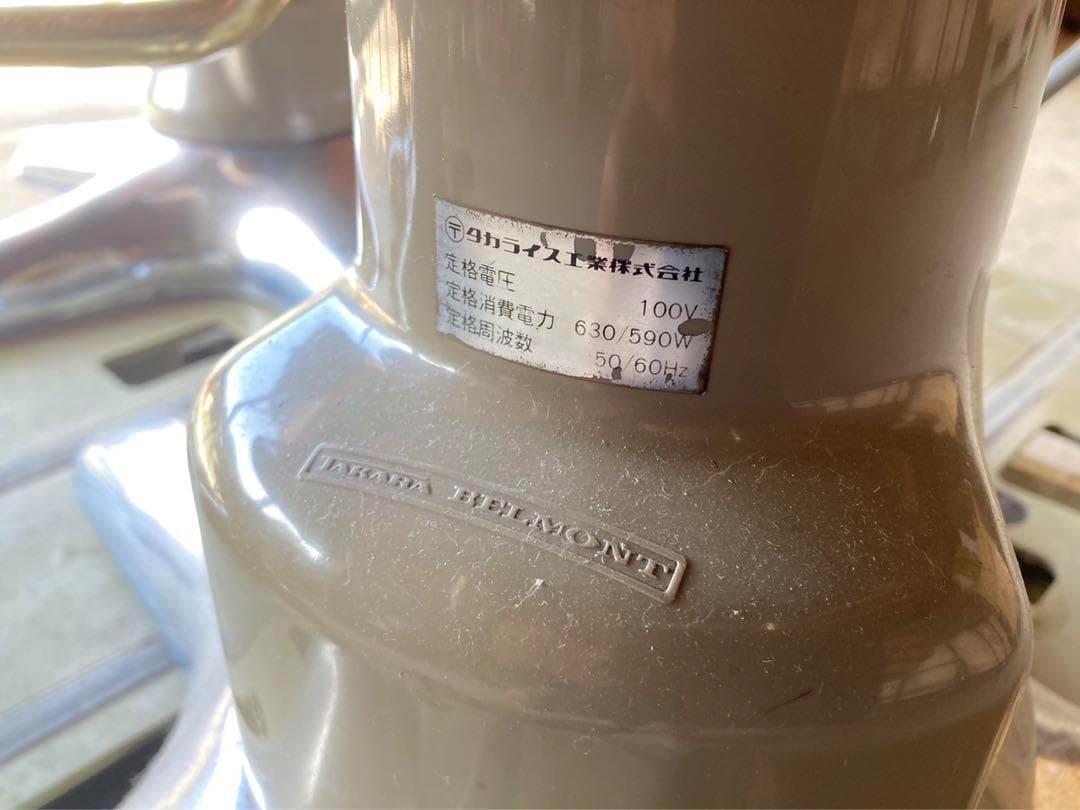 〒タカライス工業株式会社
定格電圧 100V
定格消費電力 630/590W
定格周波数 50/60Hz
TAKARA BELMONT